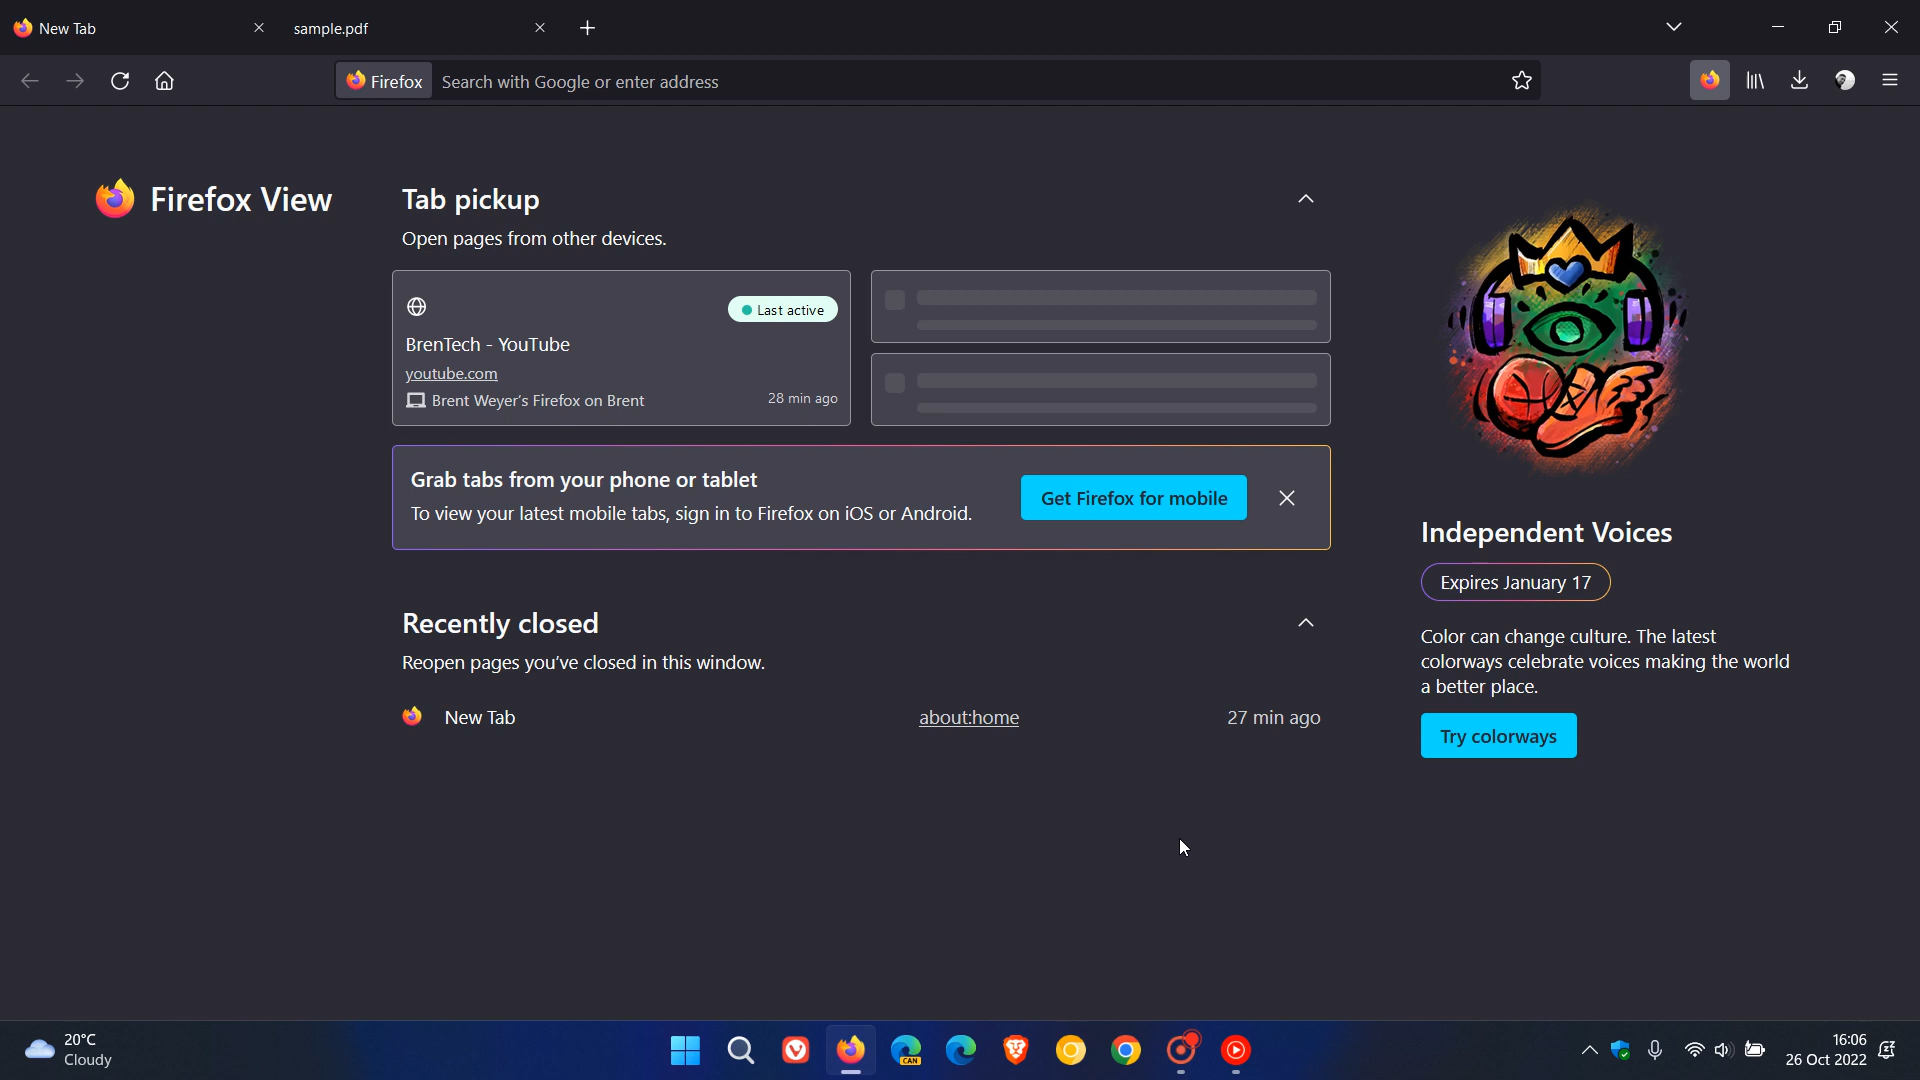 New Tab
sample.pdf
Firefox
Search with Google or enter address
Firefox View
Tab pickup
Open pages from other devices.
Last active
BrenTech - YouTube
youtube.com
Brent Weyer's Firefox on Brent
28 min ago
Grab tabs from your phone or tablet
To view your latest mobile tabs, sign in to Firefox on iOS or Android.
Get Firefox for mobile
Recently closed
Reopen pages you've closed in this window.
New Tab
about:home
27 min ago
Independent Voices
Expires January 17
Color can change culture. The latest
colorways celebrate voices making the world
a better place.
Try colorways
20°C
Cloudy
CAN
16:06
26 Oct 2022